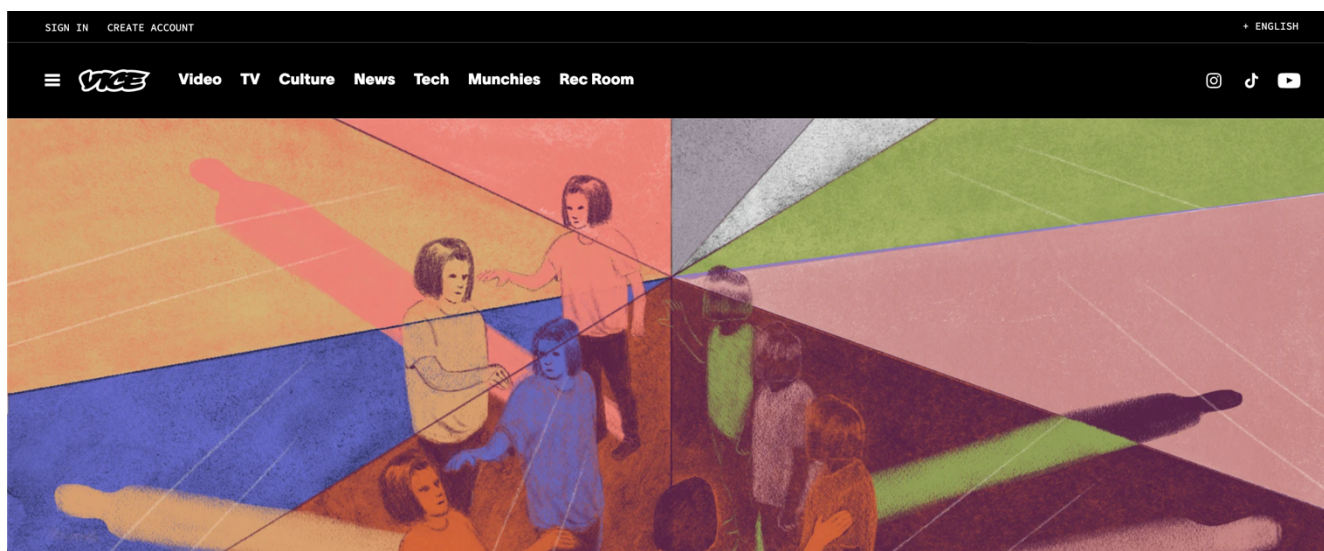 SIGN IN CREATE ACCOUNT + ENGLISH
VICE Video TV Culture News Tech Munchies Rec Room